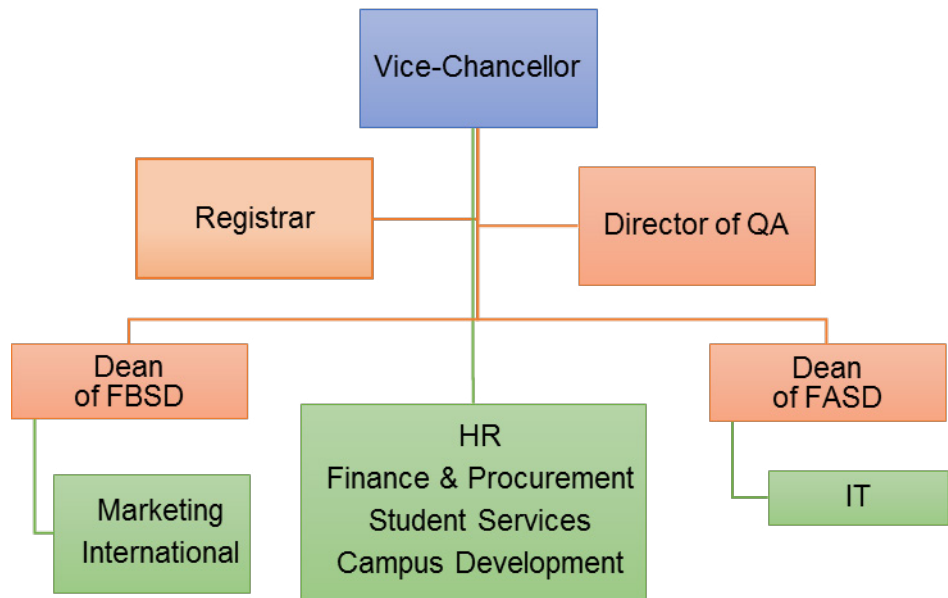 Vice-Chancellor
Registrar
Director of QA
Dean
of FBSD
Dean
of FASD
HR
Finance & Procurement
Student Services
Campus Development
Marketing
International
IT